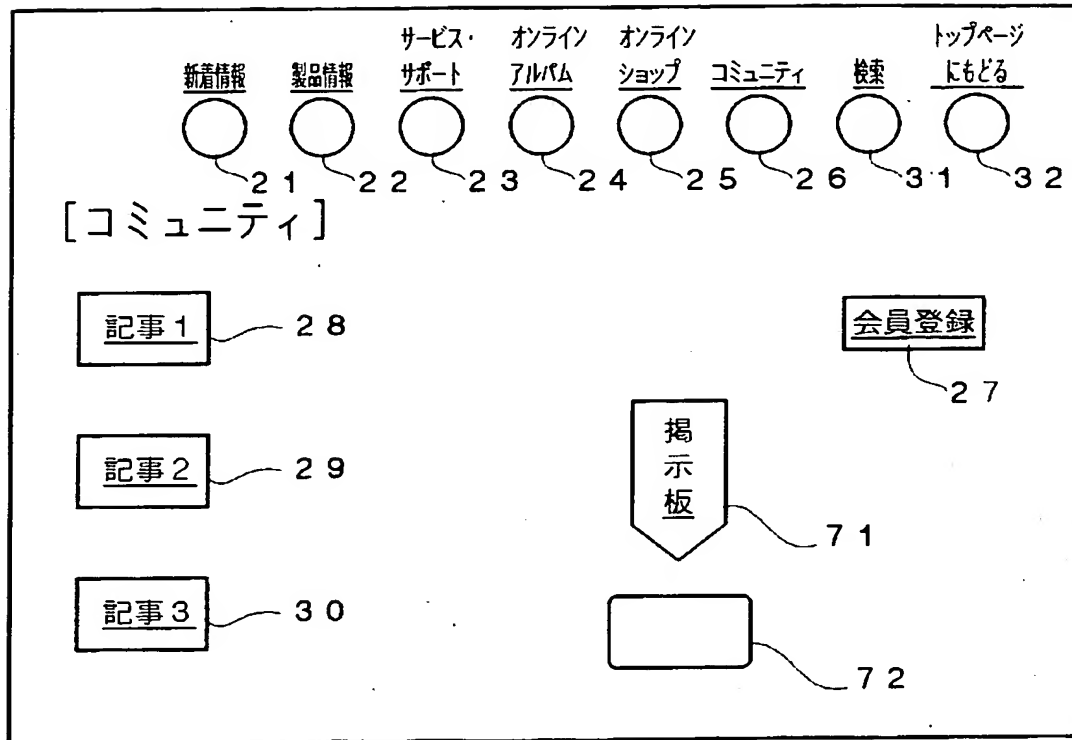 新着情報
製品情報
サービス・
サポート
オンライン
アルバム
オンライン
ショップ
コミュニティ
検索
トップページ
にもどる
21
22
23
24
25
26
31
32
[コミュニティ]
記事1
28
会員登録
27
記事2
29
掲示板
71
記事3
30
72